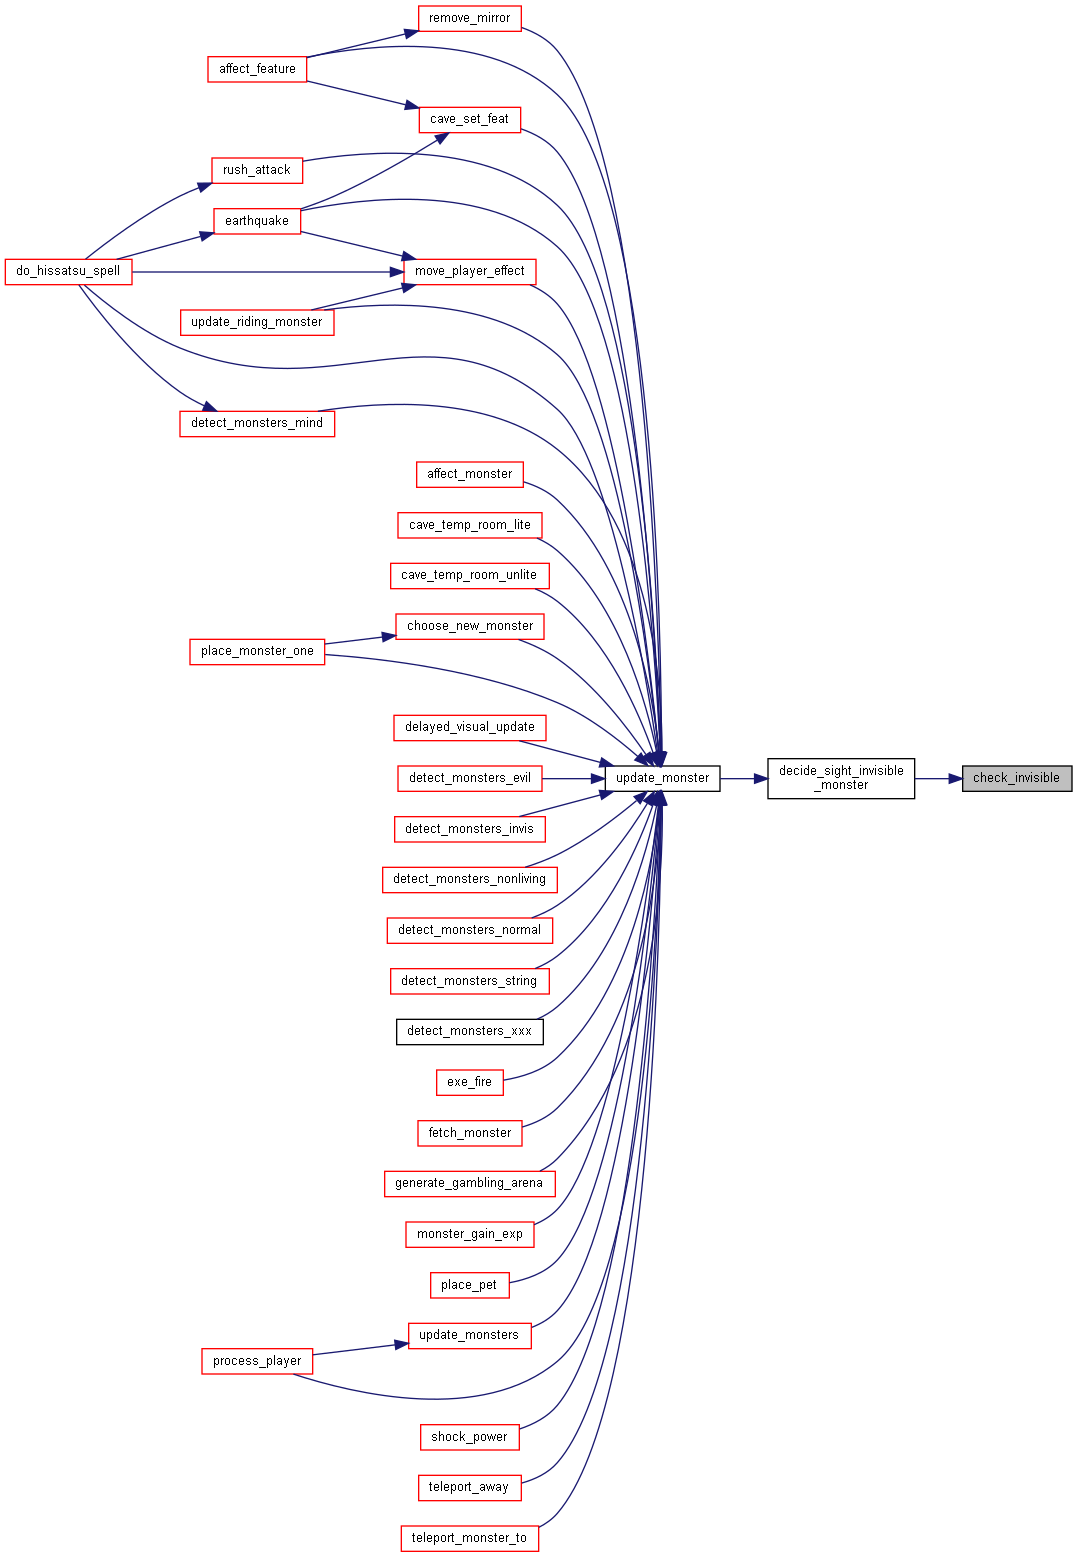 remove_mirror
affect_feature
cave_set_feat
rush_attack
earthquake
do_hissatsu_spell
move_player_effect
update_riding_monster
detect_monsters_mind
affect_monster
cave_temp_room_lite
cave_temp_room_unlite
choose_new_monster
place_monster_one
delayed_visual_update
update_monster
decide_sight_invisible
_monster
check_invisible
detect_monsters_evil
detect_monsters_invis
detect_monsters_nonliving
detect_monsters_normal
detect_monsters_string
detect_monsters_xxx
exe_fire
fetch_monster
generate_gambling_arena
monster_gain_exp
place_pet
update_monsters
process_player
shock_power
teleport_away
teleport_monster_to